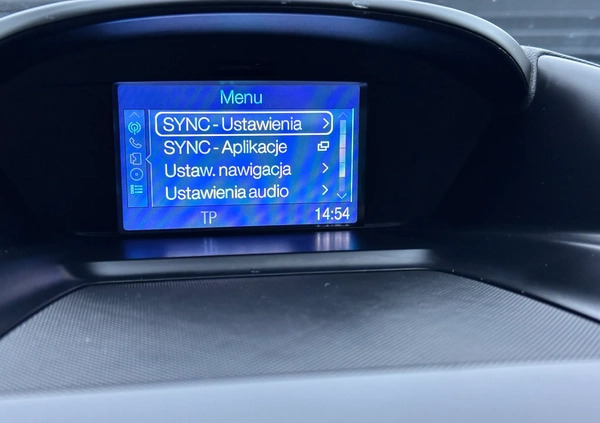 Menu
SYNC - Ustawienia
SYNC - Aplikacje
Ustaw. nawigacja
Ustawienia audio
TP 14:54